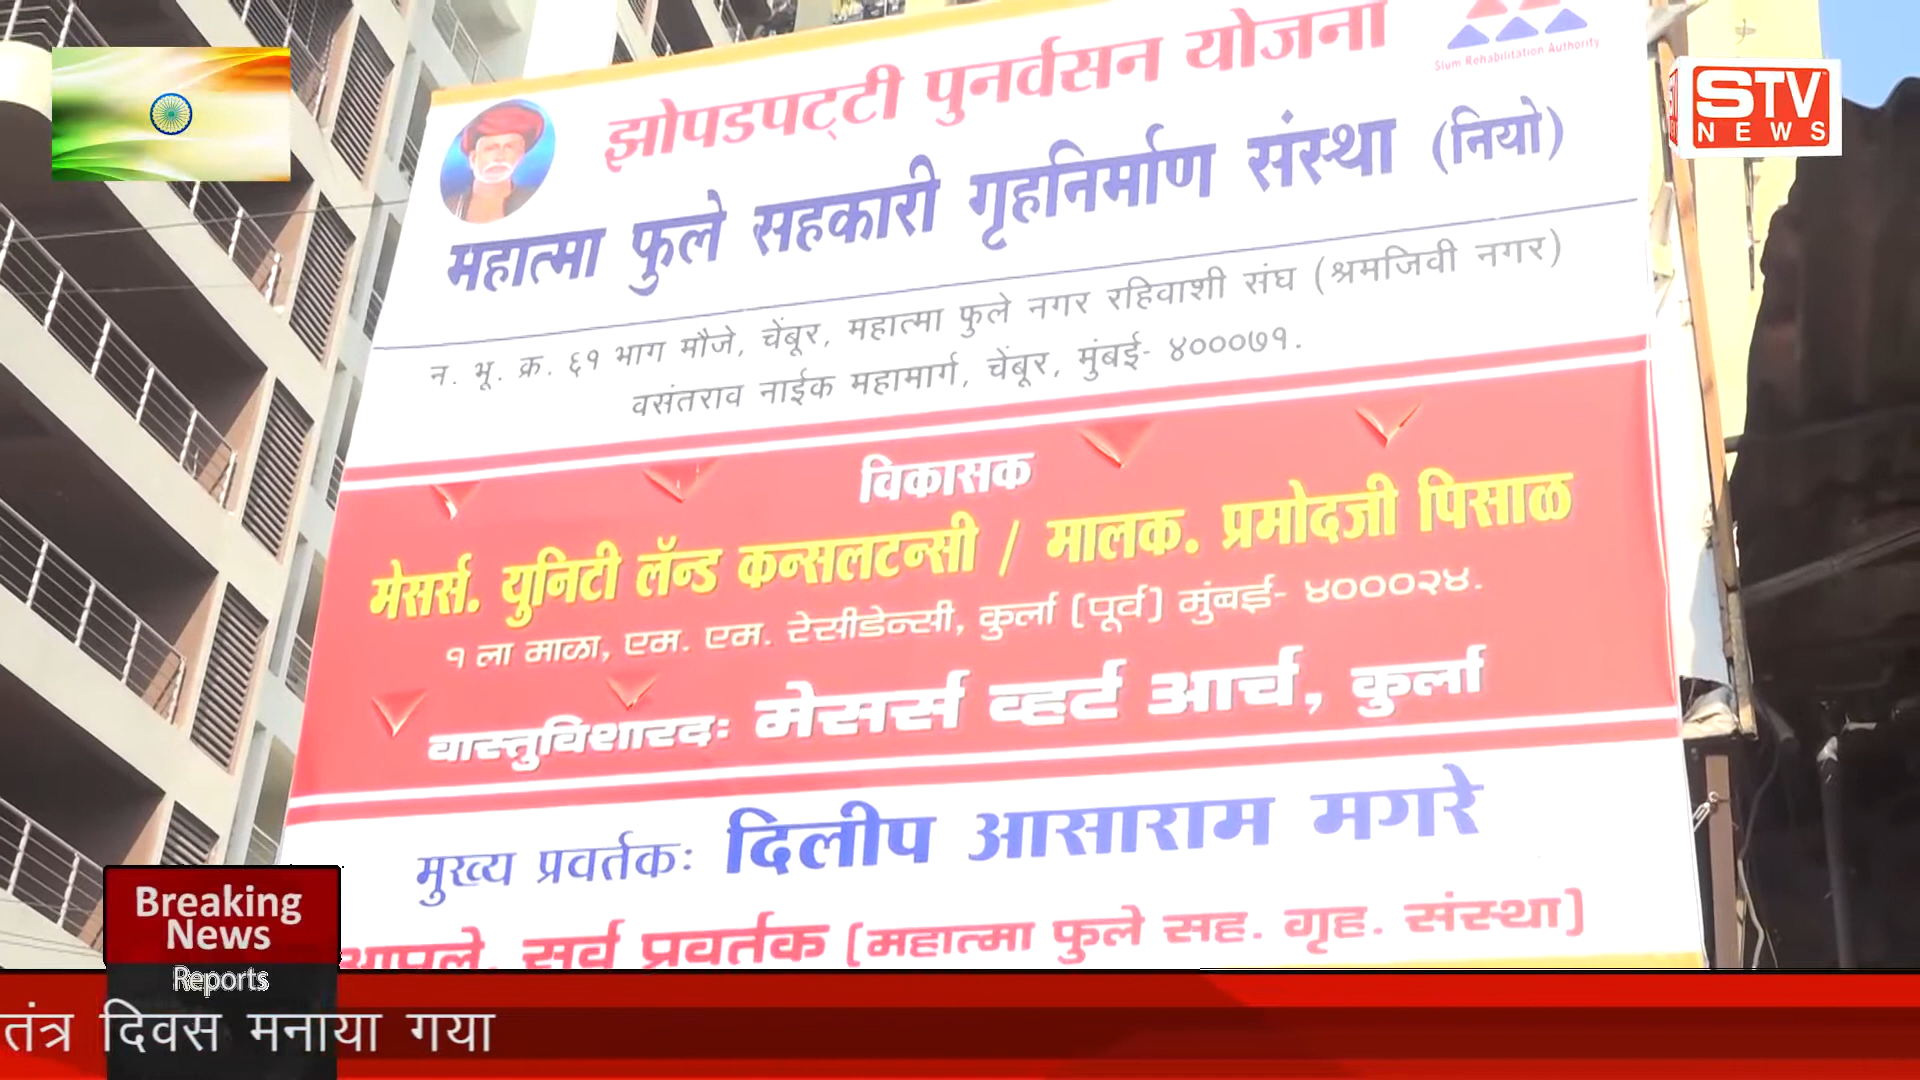 झोपडपट्टी पुनर्वसन योजना
Slum Rehabilitation Authority
STV
NEWS
महात्मा फुले सहकारी गृहनिर्माण संस्था (नियो)
न. भू. क्र. ६१ भाग मौजे, चेंबूर, महात्मा फुले नगर रहिवाशी संघ (श्रमजिवी नगर)
वसंतराव नाईक महामार्ग, चेंबूर, मुंबई- ४०००७१.
विकासक
मेसर्स. युनिटी लॅन्ड कन्सलटन्सी / मालक. प्रमोदजी पिसाळ
१ ला माळा, एम. एम. रेसीडेन्सी, कुर्ला (पूर्व) मुंबई- ४०००२४.
वास्तुविशारदः मेसर्स व्हर्ट आर्च, कुर्ला
मुख्य प्रवर्तकः दिलीप आसाराम मगरे
आपले, सर्व प्रवर्तक (महात्मा फुले सह. गृह. संस्था)
Breaking
News
Reports
तंत्र दिवस मनाया गया